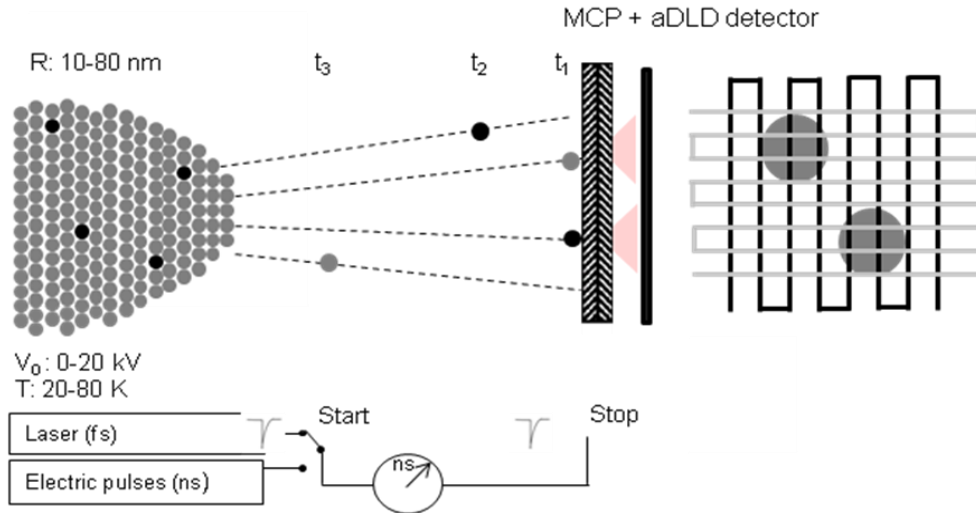 MCP + aDLD detector
R: 10-80 nm
t₃
t₂
t₁
V₀: 0-20 kV
T: 20-80 K
Start
Stop
Laser (fs)
ns
Electric pulses (ns)